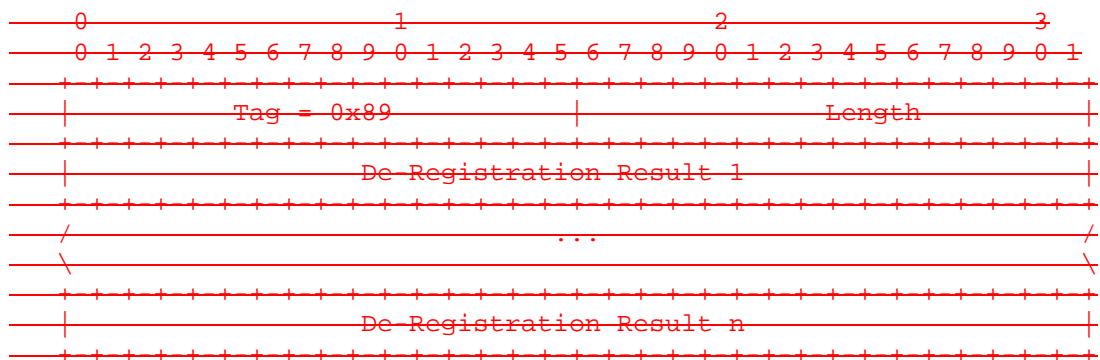 0                   1                   2                   3
 0 1 2 3 4 5 6 7 8 9 0 1 2 3 4 5 6 7 8 9 0 1 2 3 4 5 6 7 8 9 0 1
+-+-+-+-+-+-+-+-+-+-+-+-+-+-+-+-+-+-+-+-+-+-+-+-+-+-+-+-+-+-+-+-+
|          Tag = 0x89           |               Length          |
+-+-+-+-+-+-+-+-+-+-+-+-+-+-+-+-+-+-+-+-+-+-+-+-+-+-+-+-+-+-+-+-+
|                  De-Registration Result 1                     |
+-+-+-+-+-+-+-+-+-+-+-+-+-+-+-+-+-+-+-+-+-+-+-+-+-+-+-+-+-+-+-+-+
/                              ...                              /
\                                                               \
+-+-+-+-+-+-+-+-+-+-+-+-+-+-+-+-+-+-+-+-+-+-+-+-+-+-+-+-+-+-+-+-+
|                  De-Registration Result n                     |
+-+-+-+-+-+-+-+-+-+-+-+-+-+-+-+-+-+-+-+-+-+-+-+-+-+-+-+-+-+-+-+-+